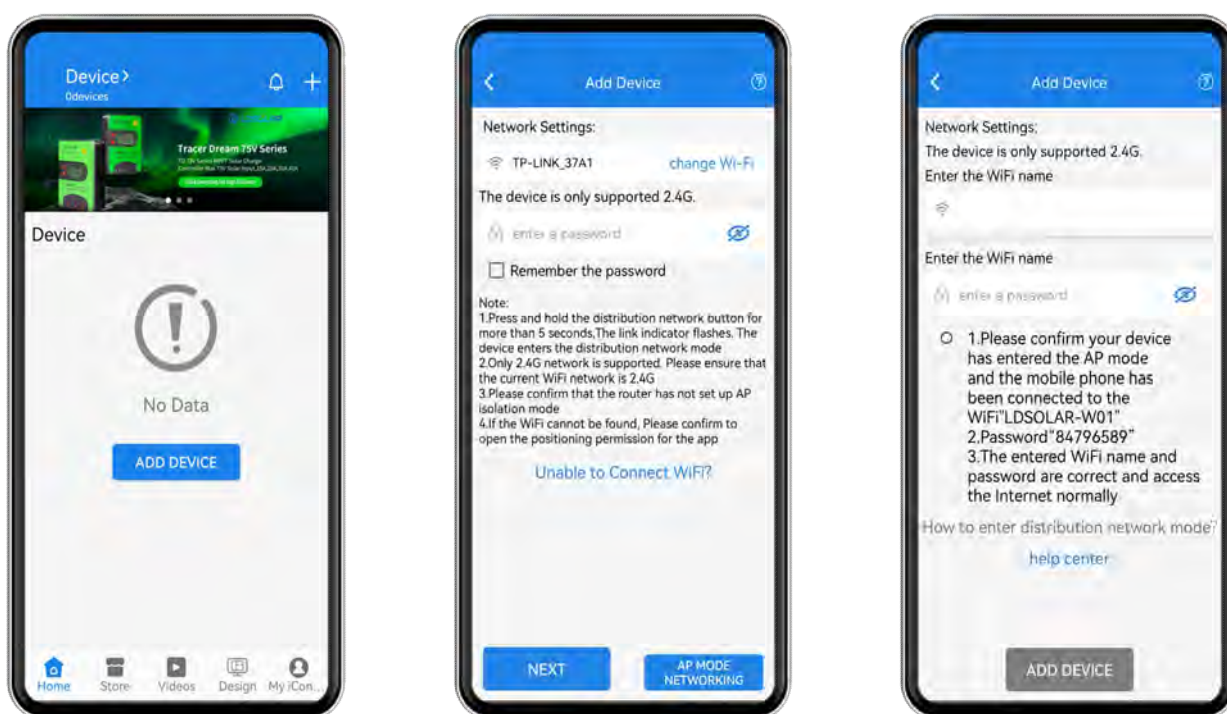 Device>
0devices
Tracer Dream 75V Series
Device
No Data
ADD DEVICE
Home
Store
Videos
Design
My iCon...
Add Device
Network Settings:
TP-LINK_37A1
change Wi-Fi
The device is only supported 2.4G.
enter a password
Remember the password
Note:
1.Press and hold the distribution network button for
more than 5 seconds,The link indicator flashes. The
device enters the distribution network mode
2.Only 2.4G network is supported. Please ensure that
the current WiFi network is 2.4G
3.Please confirm that the router has not set up AP
isolation mode
4.If the WiFi cannot be found, Please confirm to
open the positioning permission for the app
Unable to Connect WiFi?
NEXT
AP MODE
NETWORKING
Add Device
Network Settings:
The device is only supported 2.4G.
Enter the WiFi name
Enter the WiFi name
enter a password
1.Please confirm your device
has entered the AP mode
and the mobile phone has
been connected to the
WiFi"LDSOLAR-W01"
2.Password"84796589"
3.The entered WiFi name and
password are correct and access
the Internet normally
How to enter distribution network mode?
help center
ADD DEVICE